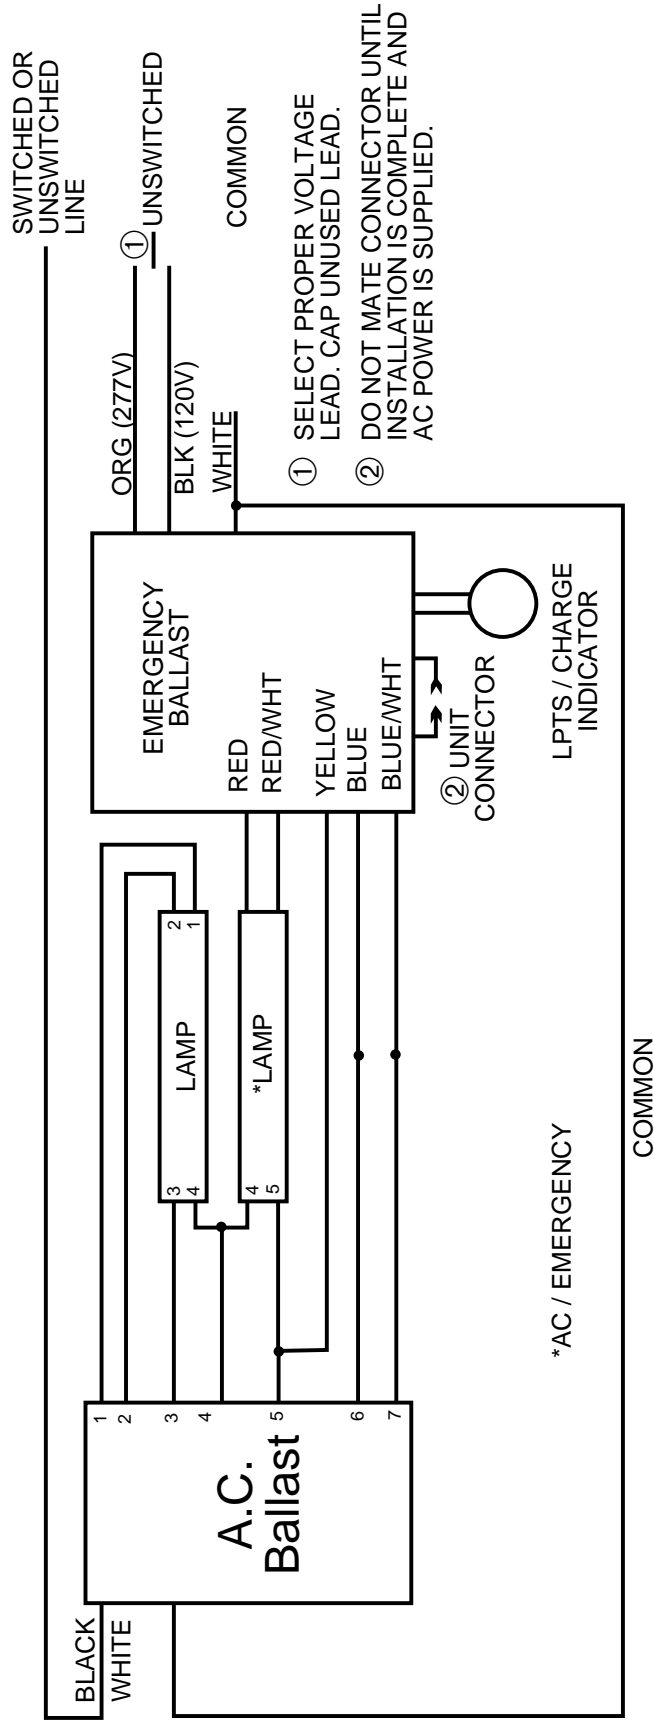 SWITCHED OR
UNSWITCHED
LINE
① UNSWITCHED
COMMON
ORG (277V)
BLK (120V)
WHITE
① SELECT PROPER VOLTAGE
LEAD. CAP UNUSED LEAD.
② DO NOT MATE CONNECTOR UNTIL
INSTALLATION IS COMPLETE AND
AC POWER IS SUPPLIED.
EMERGENCY
BALLAST
RED
RED/WHT
YELLOW
BLUE
BLUE/WHT
② UNIT
CONNECTOR
LPTS / CHARGE
INDICATOR
2
1
LAMP
3
4
*LAMP
4
5
1
2
3
4
5
6
7
A.C.
Ballast
BLACK
WHITE
*AC / EMERGENCY
COMMON